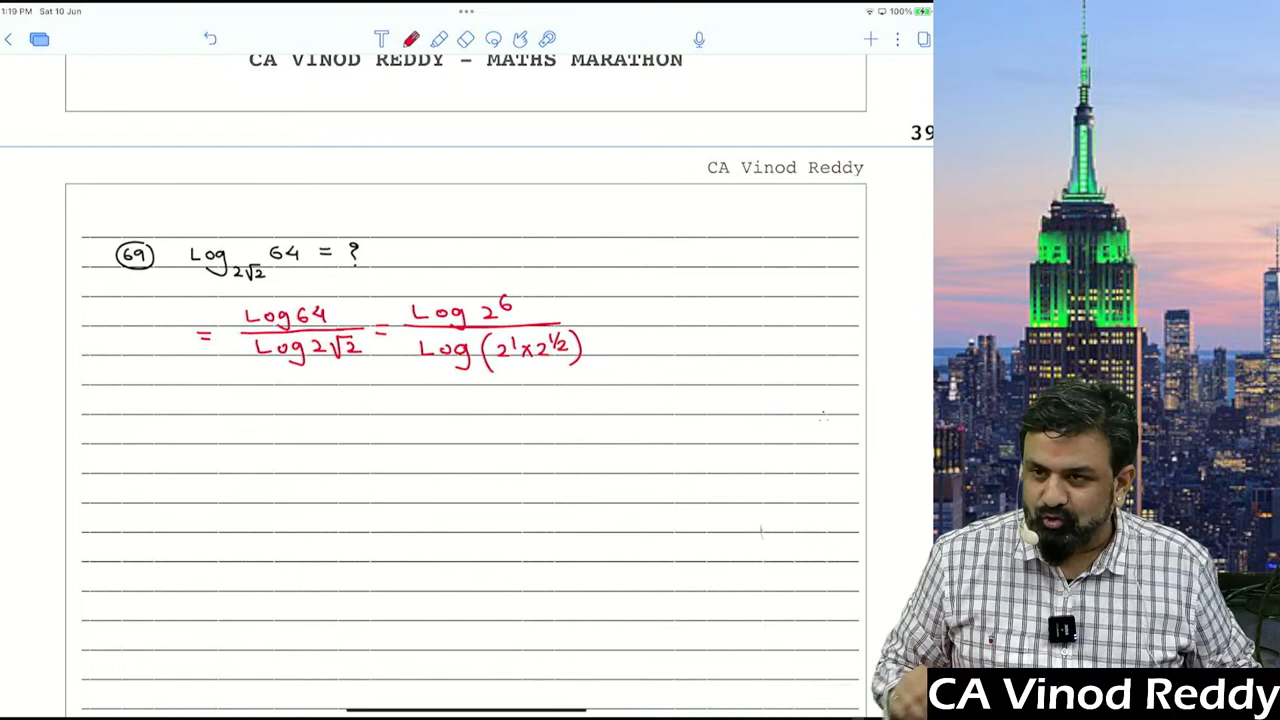 1:19 PM Sat 10 Jun
100%
T
CA VINOD REDDY - MATHS MARATHON
39
CA Vinod Reddy
69 Log_{2√2} 64 = ?
= Log 64 / Log 2√2 = Log 2^6 / Log (2^1 x 2^{1/2})
CA Vinod Reddy